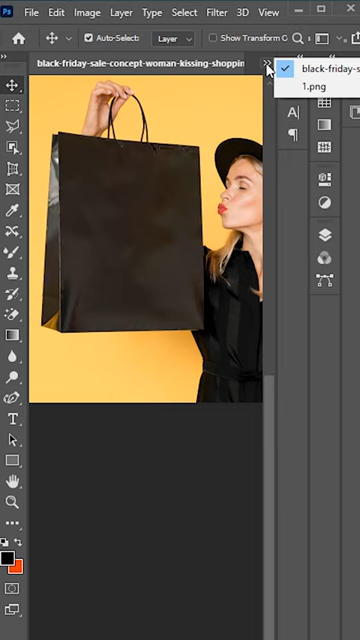 Ps File Edit Image Layer Type Select Filter 3D View
Auto-Select: Layer Show Transform C
black-friday-sale-concept-woman-kissing-shoppin
black-friday-s
1.png